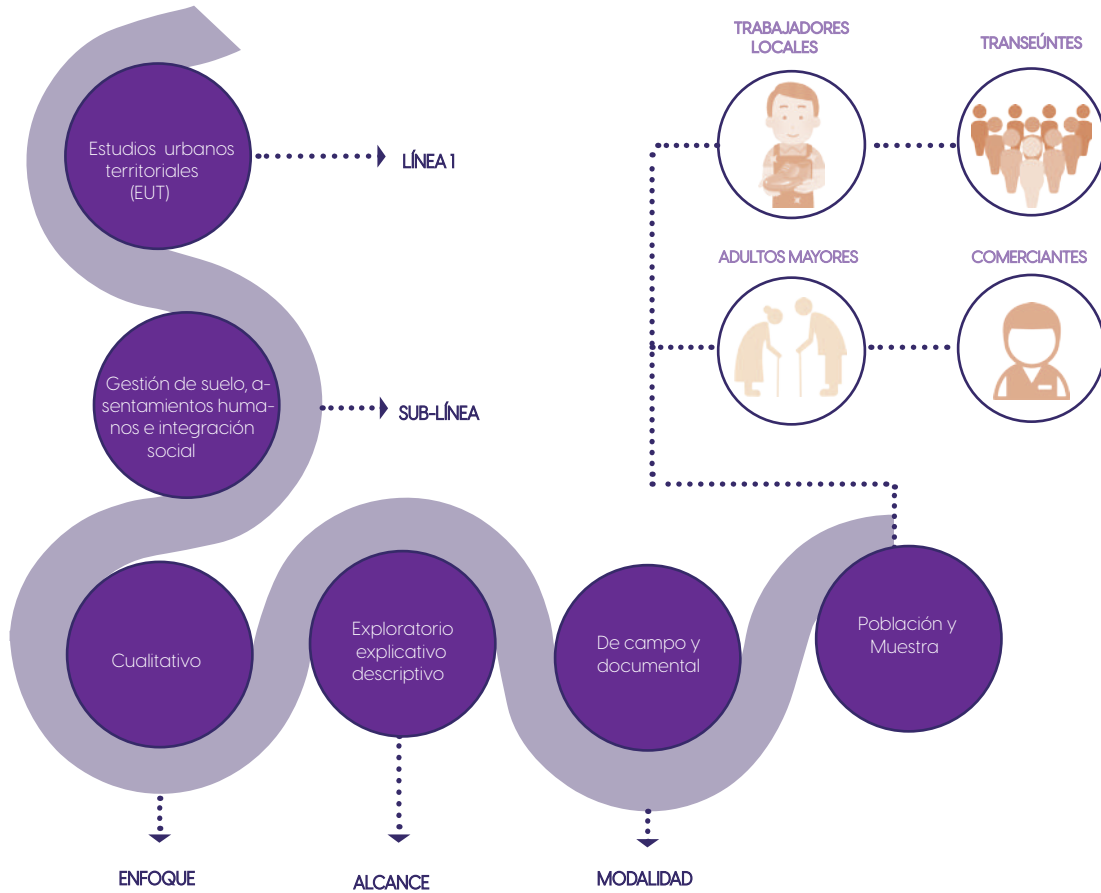 TRABAJADORES
LOCALES
TRANSEÚNTES
Estudios urbanos
territoriales
(EUT)
LÍNEA 1
ADULTOS MAYORES
COMERCIANTES
Gestión de suelo, a-
sentamientos huma-
nos e integración
social
SUB-LÍNEA
Cualitativo
Exploratorio
explicativo
descriptivo
De campo y
documental
Población y
Muestra
ENFOQUE
ALCANCE
MODALIDAD